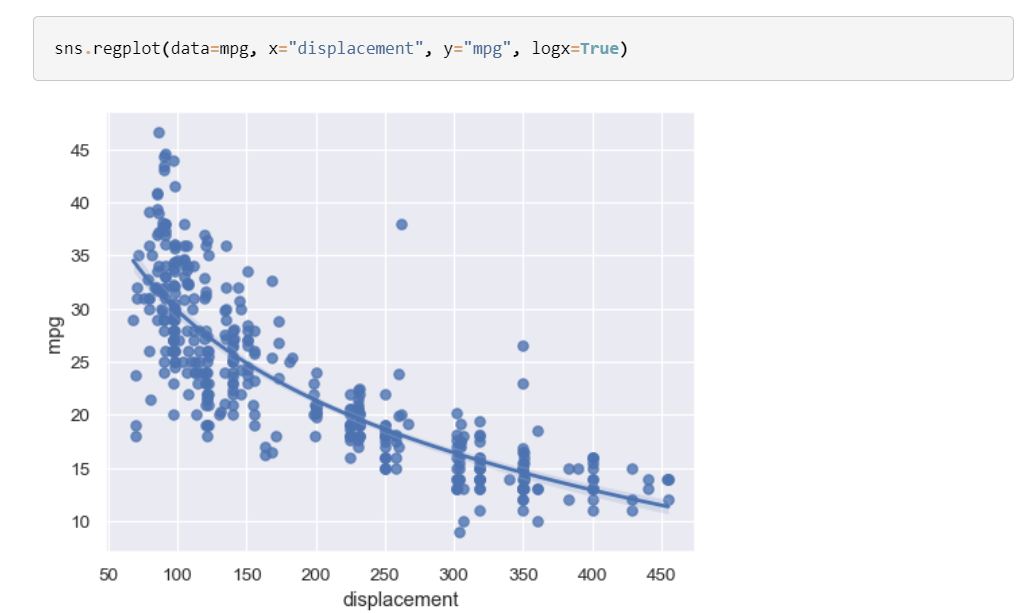 sns.regplot(data=mpg, x="displacement", y="mpg", logx=True)
45
40
35
30
25
20
15
10
mpg
50 100 150 200 250 300 350 400 450
displacement